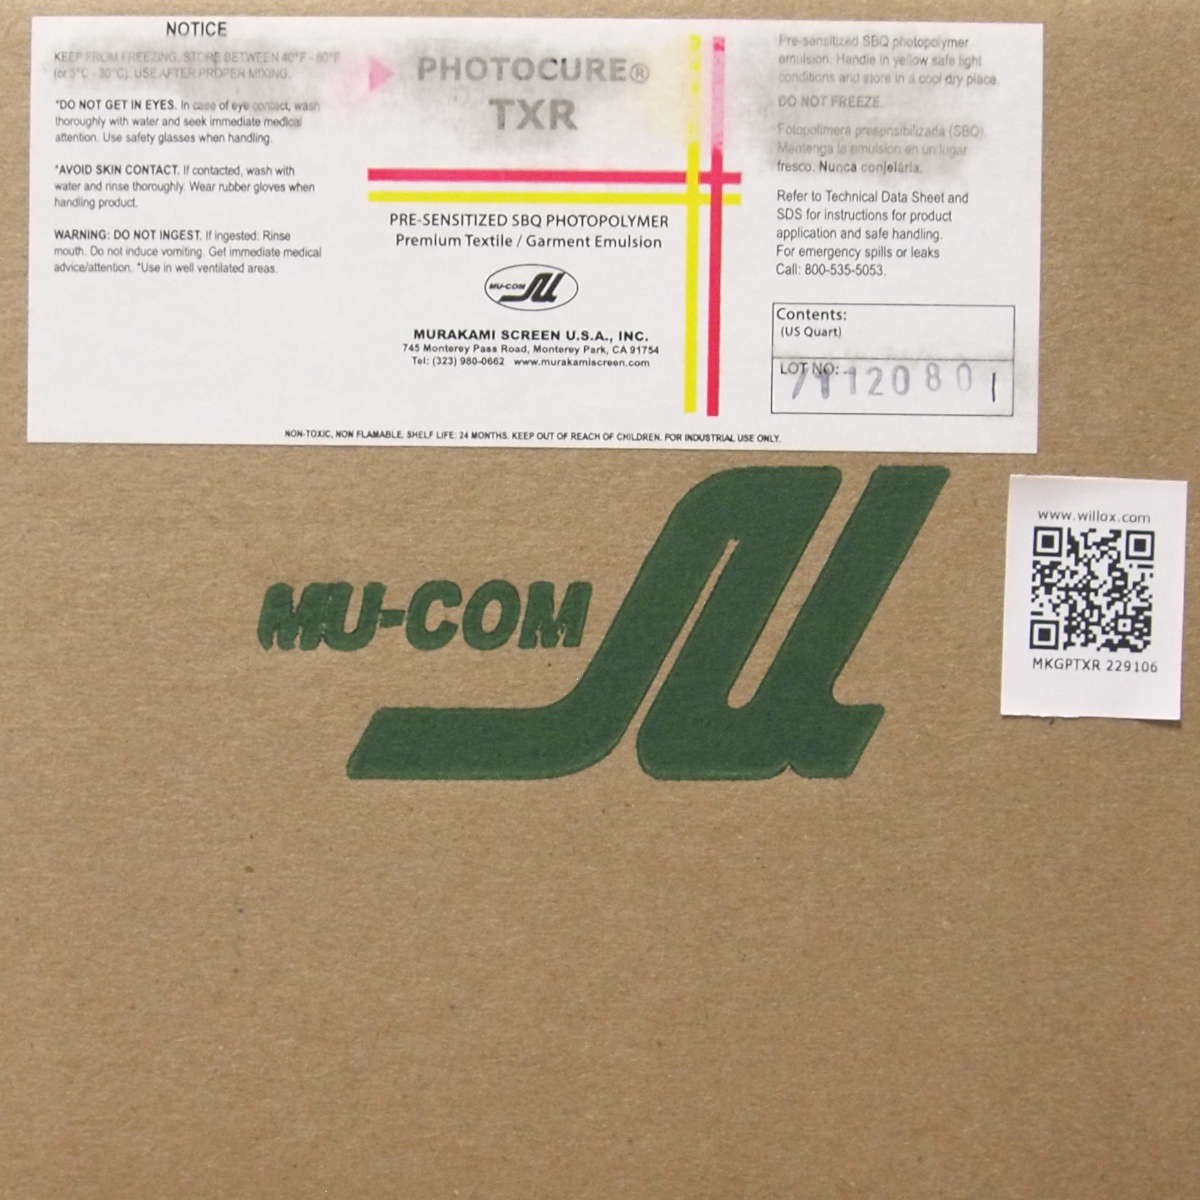 NOTICE
KEEP FROM FREEZING. STORE BETWEEN 40°F - 80°F
(or 5°C - 30°C). USE AFTER PROPER MIXING.
*DO NOT GET IN EYES. In case of eye contact, wash
thoroughly with water and seek immediate medical
attention. Use safety glasses when handling.
*AVOID SKIN CONTACT. If contacted, wash with
water and rinse thoroughly. Wear rubber gloves when
handling product.
WARNING: DO NOT INGEST. If ingested: Rinse
mouth. Do not induce vomiting. Get immediate medical
advice/attention. *Use in well ventilated areas.
PHOTOCURE®
TXR
PRE-SENSITIZED SBQ PHOTOPOLYMER
Premium Textile / Garment Emulsion
MU-COM
MURAKAMI SCREEN U.S.A., INC.
745 Monterey Pass Road, Monterey Park, CA 91754
Tel: (323) 980-0662 www.murakamiscreen.com
Pre-sensitized SBQ photopolymer
emulsion. Handle in yellow safe light
conditions and store in a cool dry place.
DO NOT FREEZE.
Fotopolimera presensibilizada (SBQ).
Mantenga la emulsion en un lugar
fresco. Nunca conjelarla.
Refer to Technical Data Sheet and
SDS for instructions for product
application and safe handling.
For emergency spills or leaks
Call: 800-535-5053.
Contents:
(US Quart)
LOT NO:
NON-TOXIC, NON FLAMABLE. SHELF LIFE: 24 MONTHS. KEEP OUT OF REACH OF CHILDREN. FOR INDUSTRIAL USE ONLY.
MU-COM
www.willox.com
MKGPTXR 229106